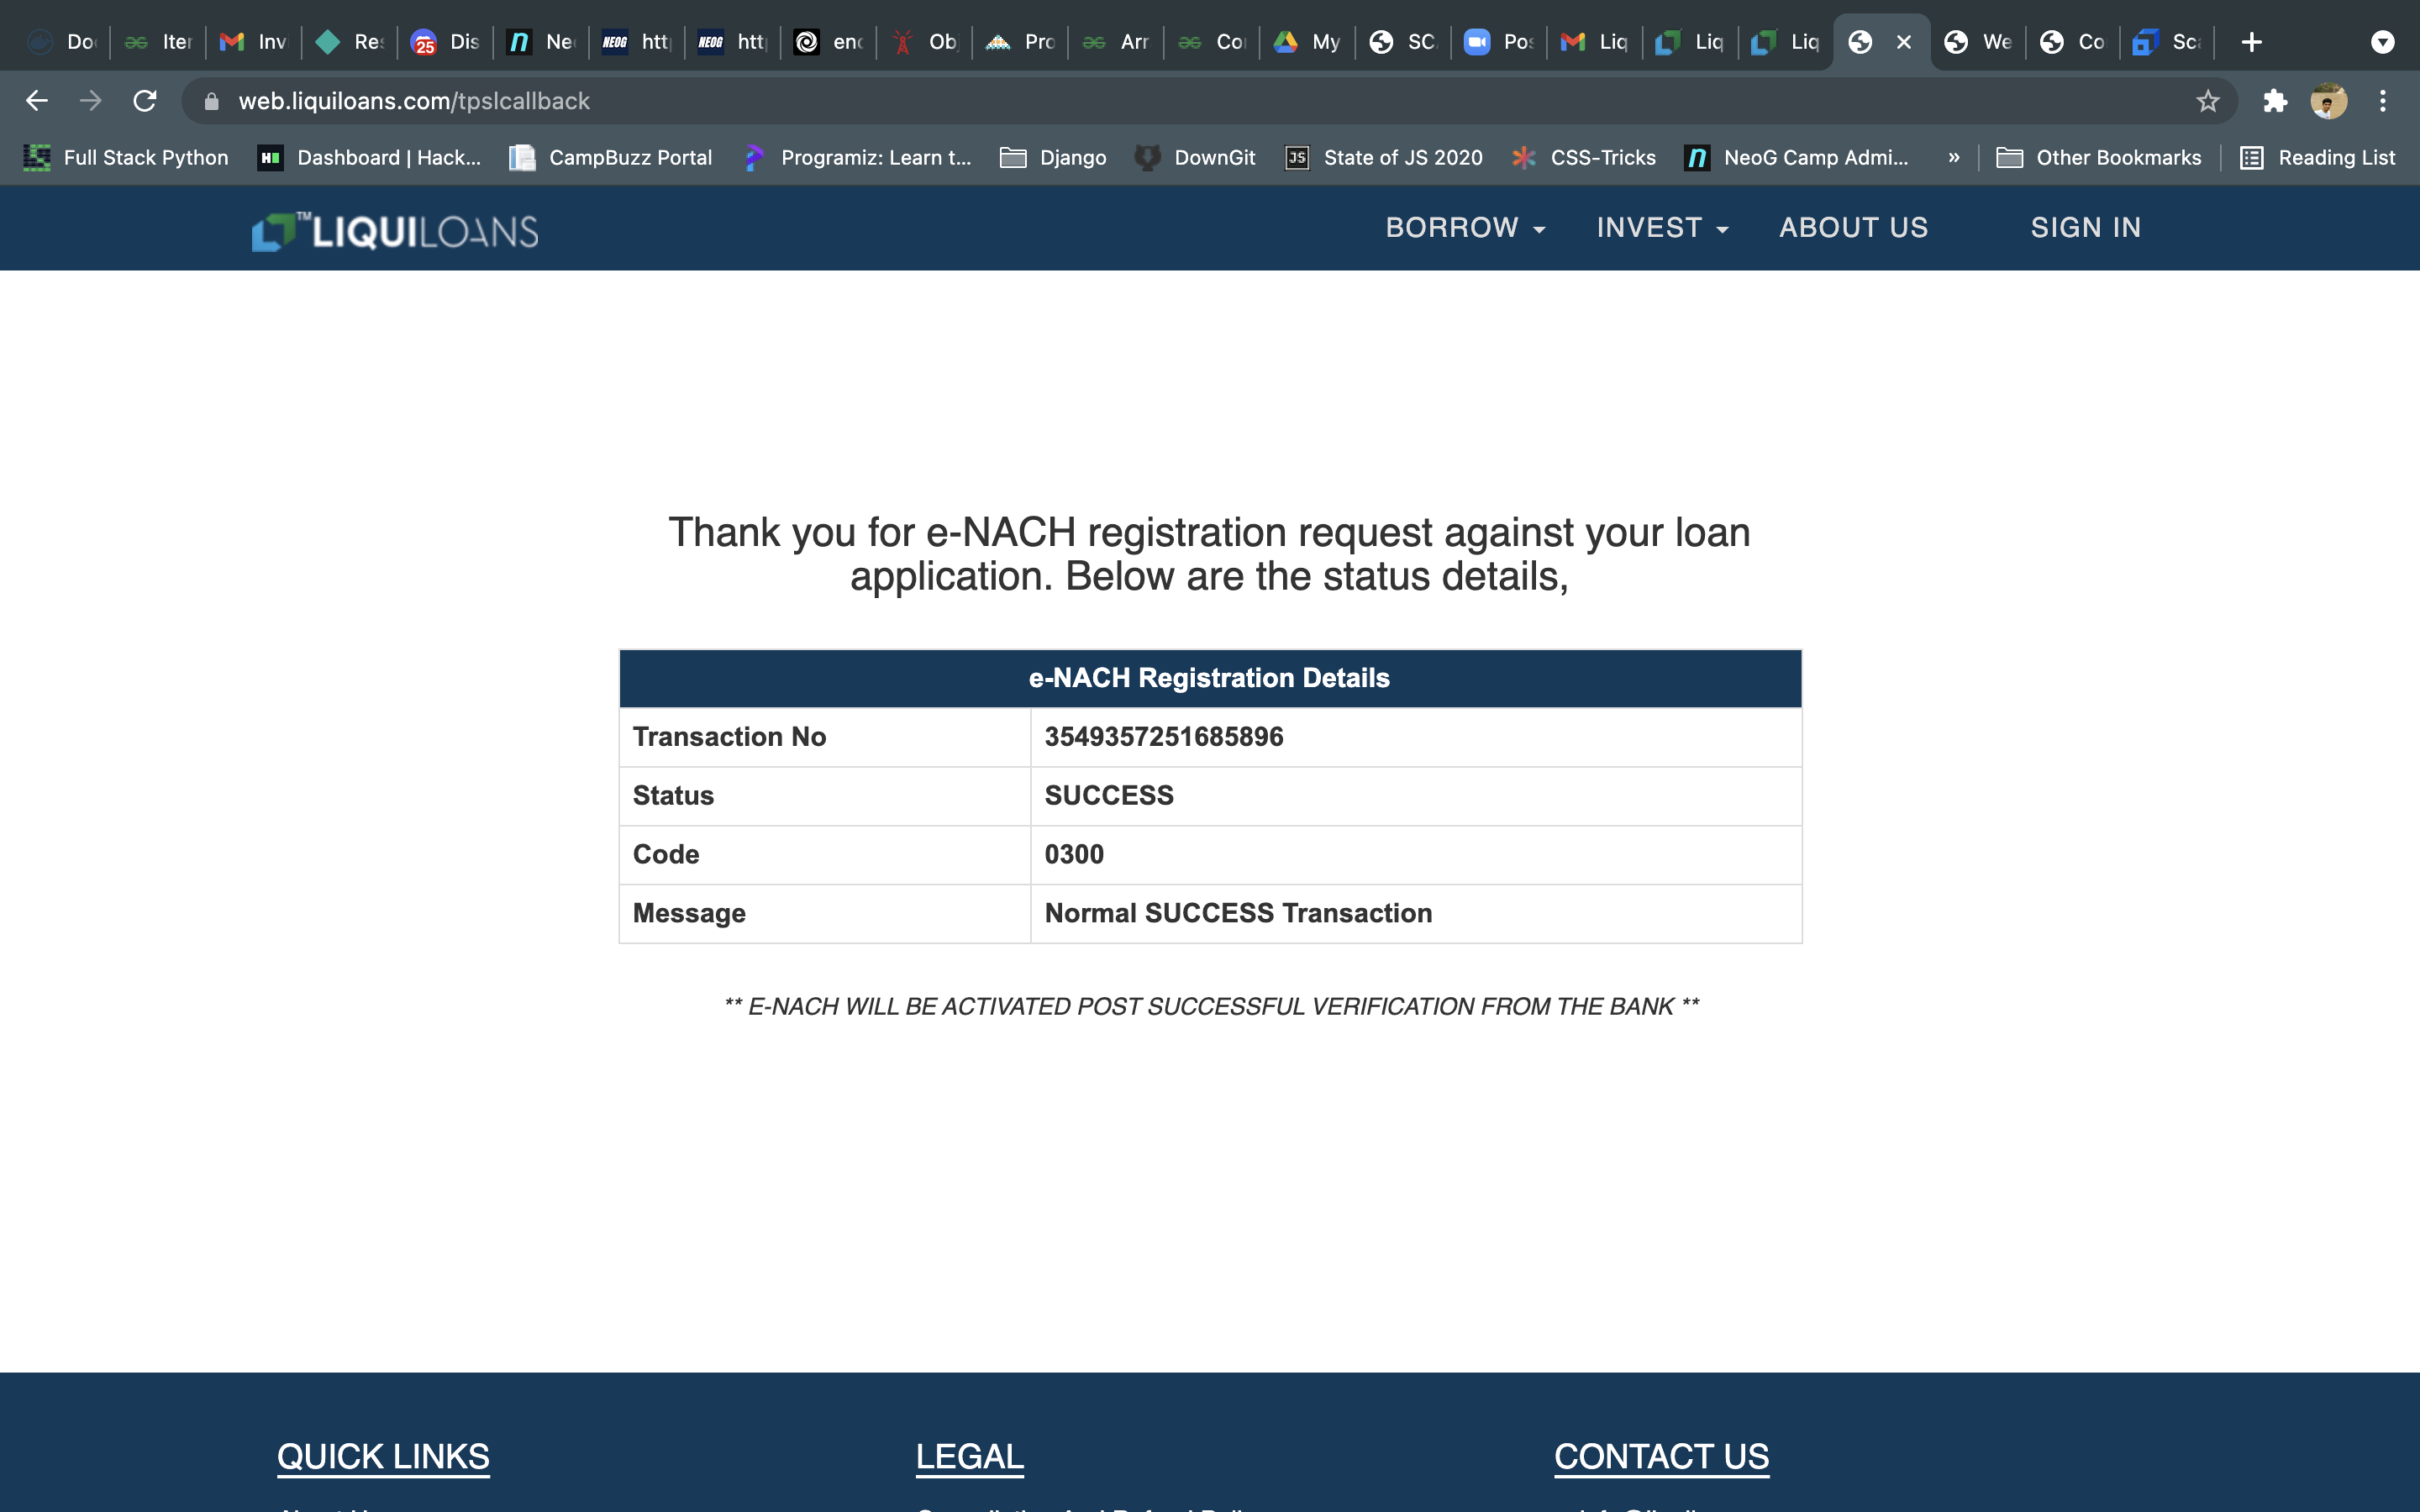 Iter
Inv
Dis
25
Ne
NEOG
htt
NEOG
htt
Ob
Pro
Arr
My
SC
Pos
Liq
Liq
Liq
We
Co
web.liquiloans.com/tpslcallback
Full Stack Python
Dashboard | Hack...
CampBuzz Portal
Programiz: Learn t...
Django
DownGit
JS
State of JS 2020
CSS-Tricks
NeoG Camp Admi...
»
Other Bookmarks
Reading List
™LIQUILOANS
BORROW
INVEST
ABOUT US
SIGN IN
Thank you for e-NACH registration request against your loan
application. Below are the status details,
e-NACH Registration Details
Transaction No 3549357251685896
Status SUCCESS
Code 0300
Message Normal SUCCESS Transaction
** E-NACH WILL BE ACTIVATED POST SUCCESSFUL VERIFICATION FROM THE BANK **
QUICK LINKS
LEGAL
CONTACT US